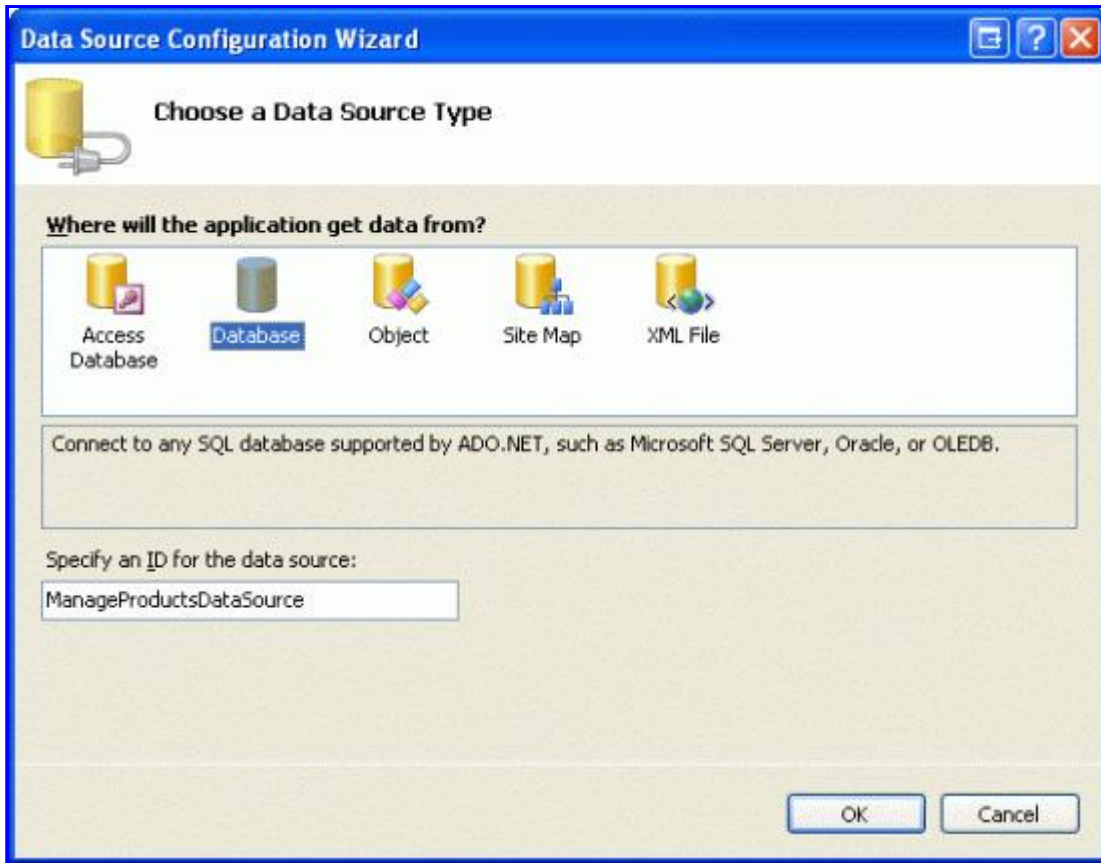 Data Source Configuration Wizard
Choose a Data Source Type
Where will the application get data from?
Access Database
Database
Object
Site Map
XML File
Connect to any SQL database supported by ADO.NET, such as Microsoft SQL Server, Oracle, or OLEDB.
Specify an ID for the data source:
ManageProductsDataSource
OK
Cancel